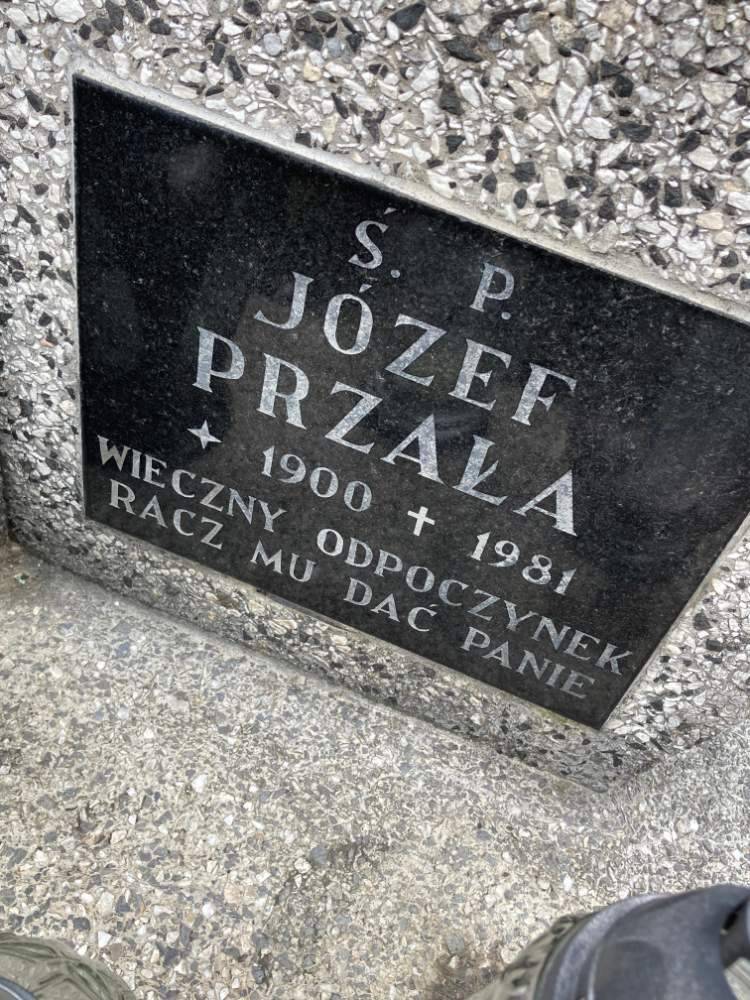 Ś. P.
JÓZEF
PRZAŁA
1900 † 1981
WIECZNY ODPOCZYNEK
RACZ MU DAĆ PANIE